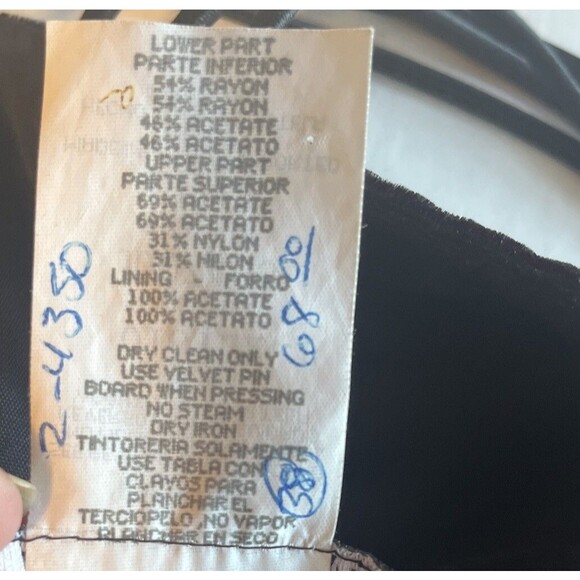 LOWER PART
PARTE INFERIOR
54% RAYON
54% RAYON
46% ACETATE
46% ACETATO
UPPER PART
PARTE SUPERIOR
69% ACETATE
69% ACETATO
31% NYLON
31% NILON
LINING - FORRO
100% ACETATE
100% ACETATO
DRY CLEAN ONLY
USE VELVET PIN
BOARD WHEN PRESSING
NO STEAM
DRY IRON
TINTORERIA SOLAMENTE
USE TABLA CON
CLAVOS PARA
PLANCHAR EL
TERCIOPELO, NO VAPOR
PLANCHAR EN SECO
2-4350
68 00
38